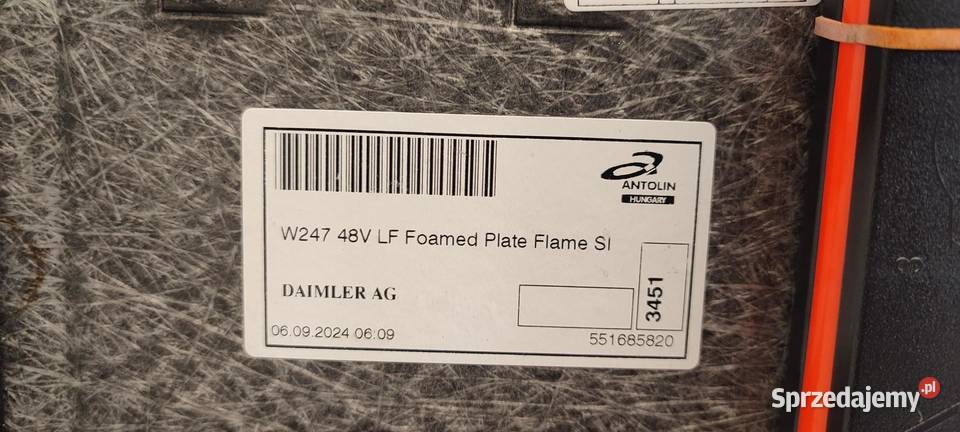 ANTOLIN
HUNGARY
W247 48V LF Foamed Plate Flame SI
DAIMLER AG
3451
06.09.2024 06:09
551685820
3
Sprzedajemy.pl